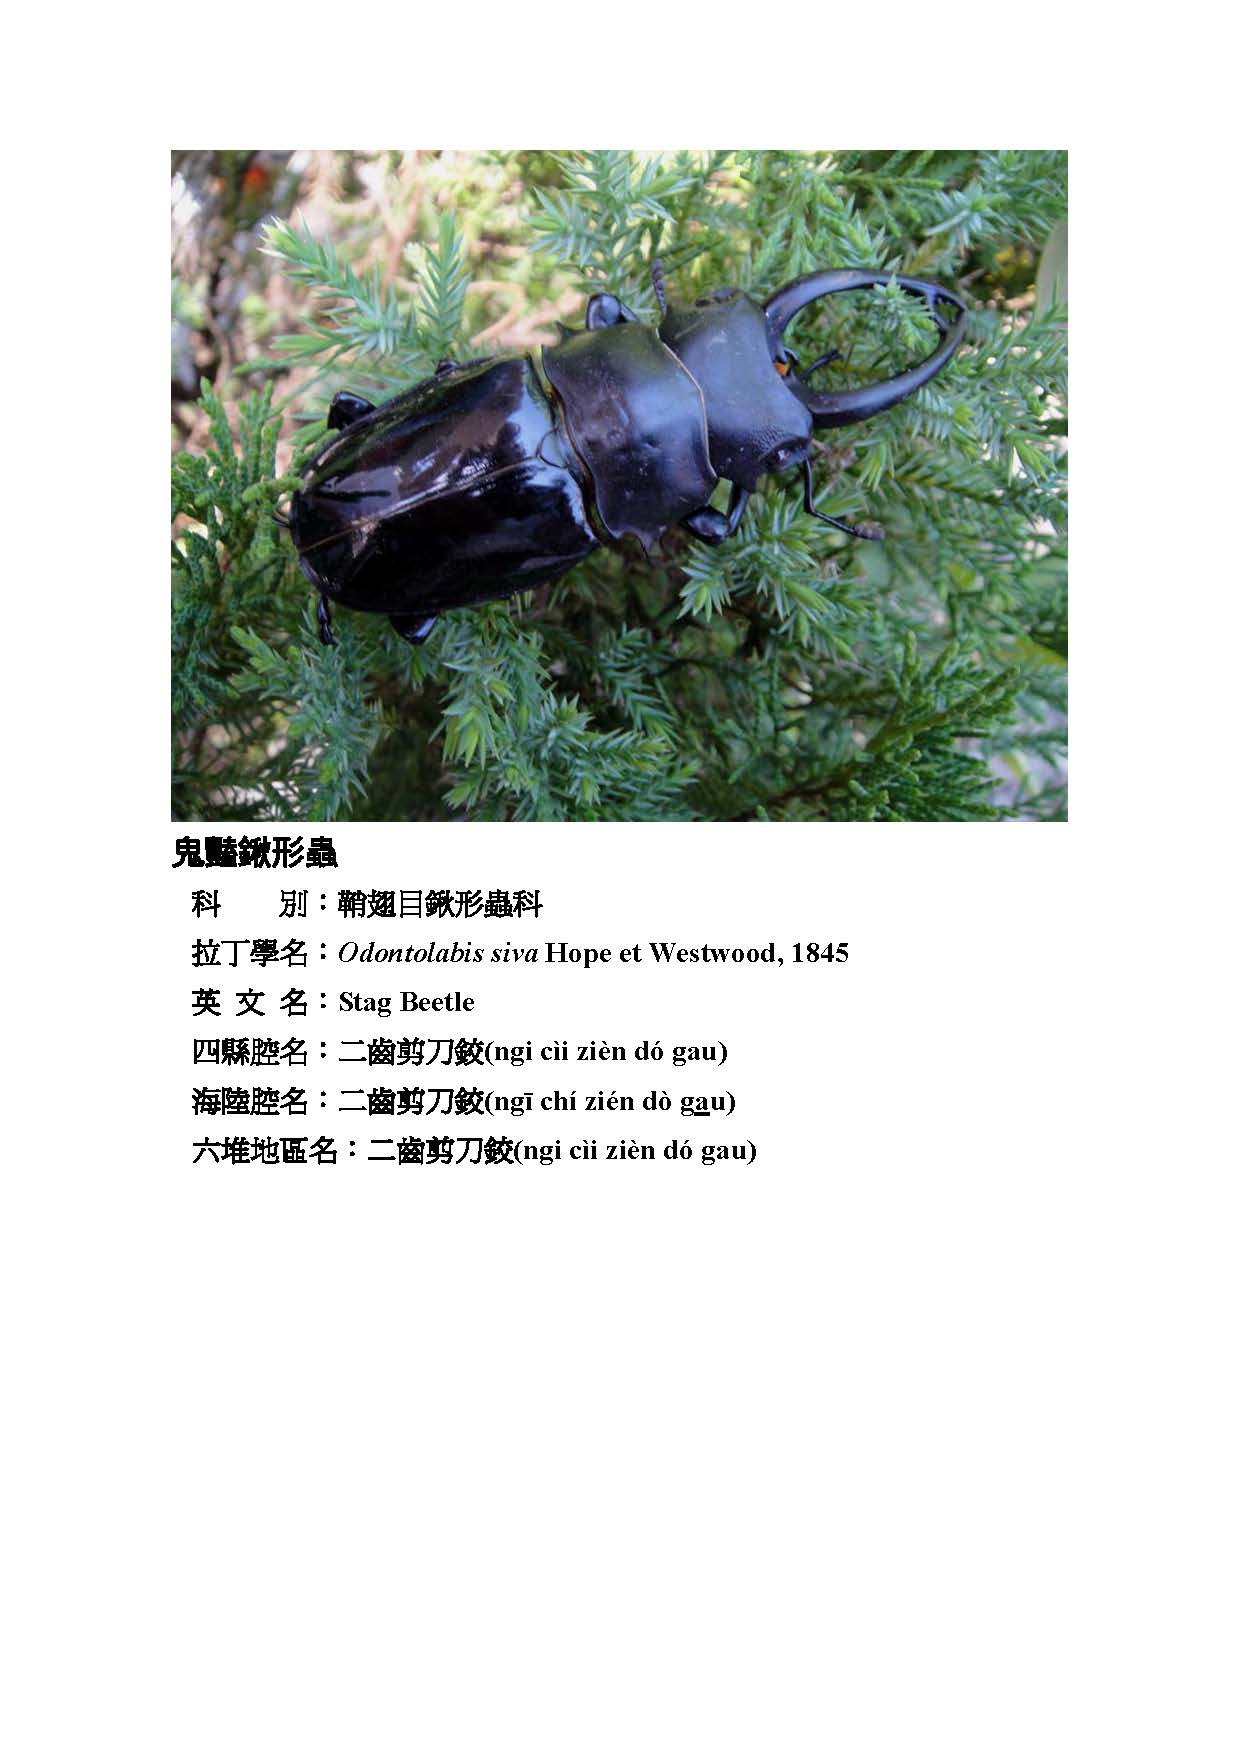 鬼豔鍬形蟲
科　　別：鞘翅目鍬形蟲科
拉丁學名：Odontolabis siva Hope et Westwood, 1845
英 文 名：Stag Beetle
四縣腔名：二齒剪刀鉸(ngi cìi zièn dó gau)
海陸腔名：二齒剪刀鉸(ngī chí zién dò gau)
六堆地區名：二齒剪刀鉸(ngi cìi zièn dó gau)